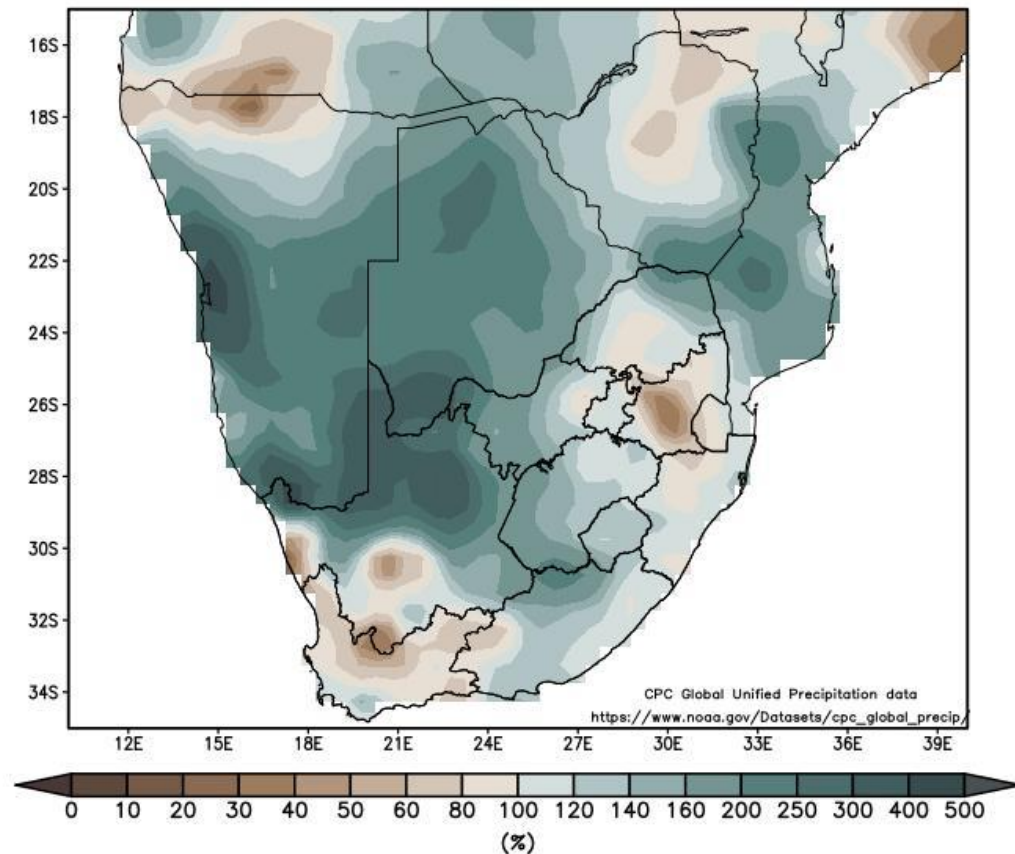 16S
18S
20S
22S
24S
26S
28S
30S
32S
34S
CPC Global Unified Precipitation data
https://www.noaa.gov/Datasets/cpc_global_precip/
12E 15E 18E 21E 24E 27E 30E 33E 36E 39E
0 10 20 30 40 50 60 80 100 120 140 160 200 250 300 400 500
(%)